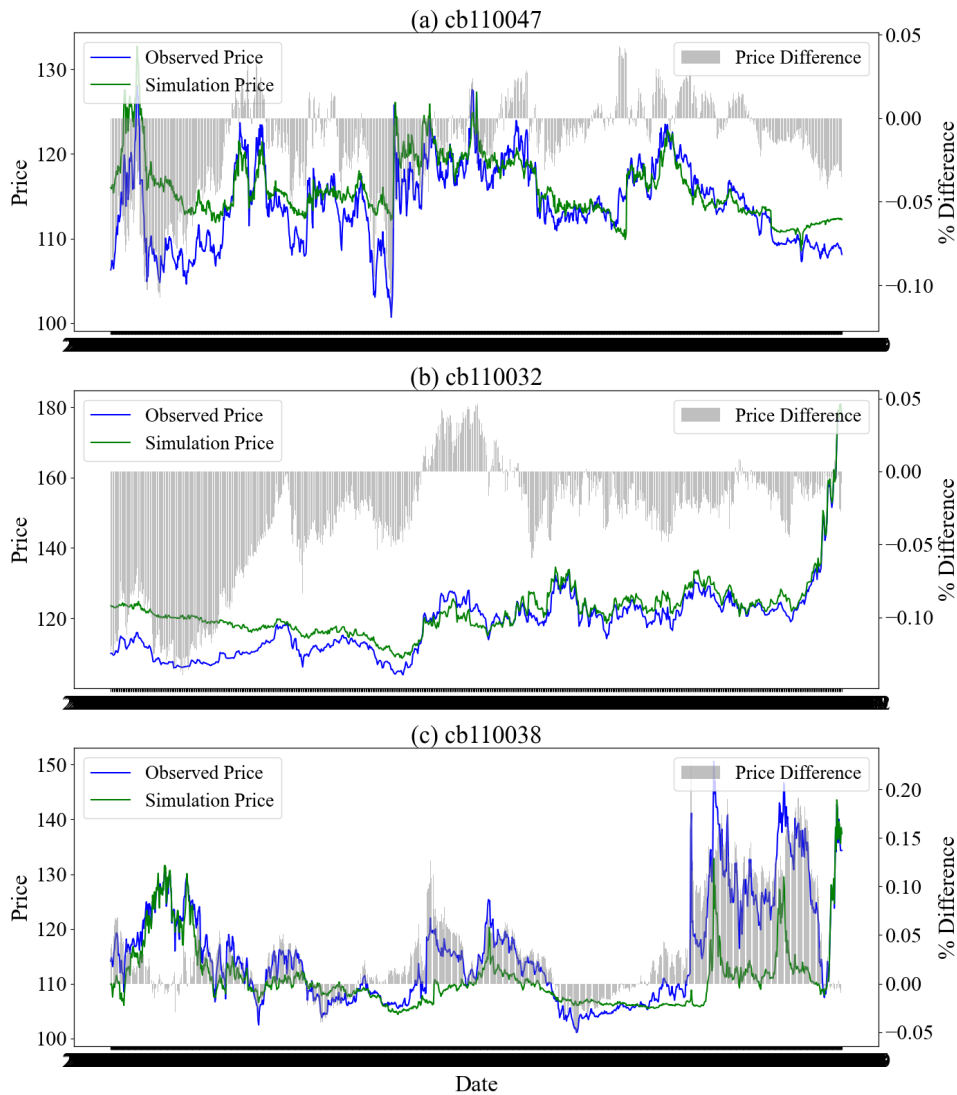 (a) cb110047
Observed Price
Simulation Price
Price Difference
Price
130
120
110
100
0.05
0.00
−0.05
−0.10
% Difference
(b) cb110032
Observed Price
Simulation Price
Price Difference
Price
180
160
140
120
0.05
0.00
−0.05
−0.10
% Difference
(c) cb110038
Observed Price
Simulation Price
Price Difference
Price
150
140
130
120
110
100
0.20
0.15
0.10
0.05
0.00
−0.05
% Difference
Date